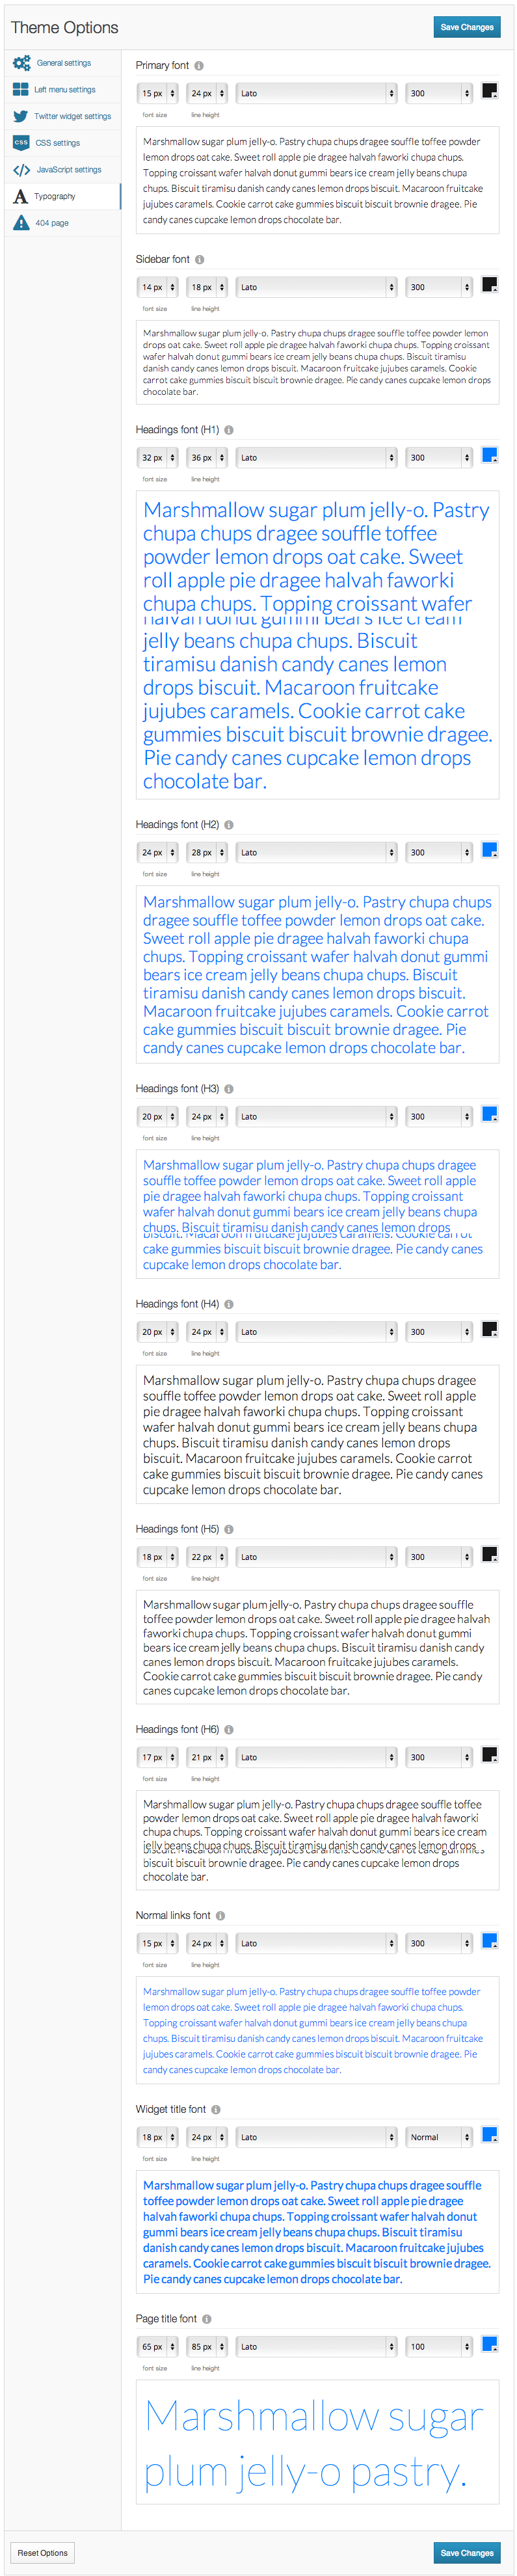 Theme Options
Save Changes
General settings
Left menu settings
Twitter widget settings
CSS settings
JavaScript settings
Typography
404 page
Primary font
15 px 24 px Lato 300
font size line height
Marshmallow sugar plum jelly-o. Pastry chupa chups dragee souffle toffee powder
lemon drops oat cake. Sweet roll apple pie dragee halvah faworki chupa chups.
Topping croissant wafer halvah donut gummi bears ice cream jelly beans chupa
chups. Biscuit tiramisu danish candy canes lemon drops biscuit. Macaroon fruitcake
jujubes caramels. Cookie carrot cake gummies biscuit biscuit brownie dragee. Pie
candy canes cupcake lemon drops chocolate bar.
Sidebar font
14 px 18 px Lato 300
font size line height
Marshmallow sugar plum jelly-o. Pastry chupa chups dragee souffle toffee powder lemon
drops oat cake. Sweet roll apple pie dragee halvah faworki chupa chups. Topping croissant
wafer halvah donut gummi bears ice cream jelly beans chupa chups. Biscuit tiramisu
danish candy canes lemon drops biscuit. Macaroon fruitcake jujubes caramels. Cookie
carrot cake gummies biscuit biscuit brownie dragee. Pie candy canes cupcake lemon drops
chocolate bar.
Headings font (H1)
32 px 36 px Lato 300
font size line height
Marshmallow sugar plum jelly-o. Pastry
chupa chups dragee souffle toffee
powder lemon drops oat cake. Sweet
roll apple pie dragee halvah faworki
chupa chups. Topping croissant wafer
halvah donut gummi bears ice cream
jelly beans chupa chups. Biscuit
tiramisu danish candy canes lemon
drops biscuit. Macaroon fruitcake
jujubes caramels. Cookie carrot cake
gummies biscuit biscuit brownie dragee.
Pie candy canes cupcake lemon drops
chocolate bar.
Headings font (H2)
24 px 28 px Lato 300
font size line height
Marshmallow sugar plum jelly-o. Pastry chupa chups
dragee souffle toffee powder lemon drops oat cake.
Sweet roll apple pie dragee halvah faworki chupa
chups. Topping croissant wafer halvah donut gummi
bears ice cream jelly beans chupa chups. Biscuit
tiramisu danish candy canes lemon drops biscuit.
Macaroon fruitcake jujubes caramels. Cookie carrot
cake gummies biscuit biscuit brownie dragee. Pie
candy canes cupcake lemon drops chocolate bar.
Headings font (H3)
20 px 24 px Lato 300
font size line height
Marshmallow sugar plum jelly-o. Pastry chupa chups dragee
souffle toffee powder lemon drops oat cake. Sweet roll apple
pie dragee halvah faworki chupa chups. Topping croissant
wafer halvah donut gummi bears ice cream jelly beans chupa
chups. Biscuit tiramisu danish candy canes lemon drops
biscuit. Macaroon fruitcake jujubes caramels. Cookie carrot
cake gummies biscuit biscuit brownie dragee. Pie candy canes
cupcake lemon drops chocolate bar.
Headings font (H4)
20 px 24 px Lato 300
font size line height
Marshmallow sugar plum jelly-o. Pastry chupa chups dragee
souffle toffee powder lemon drops oat cake. Sweet roll apple
pie dragee halvah faworki chupa chups. Topping croissant
wafer halvah donut gummi bears ice cream jelly beans chupa
chups. Biscuit tiramisu danish candy canes lemon drops
biscuit. Macaroon fruitcake jujubes caramels. Cookie carrot
cake gummies biscuit biscuit brownie dragee. Pie candy canes
cupcake lemon drops chocolate bar.
Headings font (H5)
18 px 22 px Lato 300
font size line height
Marshmallow sugar plum jelly-o. Pastry chupa chups dragee souffle
toffee powder lemon drops oat cake. Sweet roll apple pie dragee halvah
faworki chupa chups. Topping croissant wafer halvah donut gummi
bears ice cream jelly beans chupa chups. Biscuit tiramisu danish candy
canes lemon drops biscuit. Macaroon fruitcake jujubes caramels.
Cookie carrot cake gummies biscuit biscuit brownie dragee. Pie candy
canes cupcake lemon drops chocolate bar.
Headings font (H6)
17 px 21 px Lato 300
font size line height
Marshmallow sugar plum jelly-o. Pastry chupa chups dragee souffle toffee
powder lemon drops oat cake. Sweet roll apple pie dragee halvah faworki
chupa chups. Topping croissant wafer halvah donut gummi bears ice cream
jelly beans chupa chups. Biscuit tiramisu danish candy canes lemon drops
biscuit. Macaroon fruitcake jujubes caramels. Cookie carrot cake gummies
biscuit biscuit brownie dragee. Pie candy canes cupcake lemon drops
chocolate bar.
Normal links font
15 px 24 px Lato 300
font size line height
Marshmallow sugar plum jelly-o. Pastry chupa chups dragee souffle toffee powder
lemon drops oat cake. Sweet roll apple pie dragee halvah faworki chupa chups.
Topping croissant wafer halvah donut gummi bears ice cream jelly beans chupa
chups. Biscuit tiramisu danish candy canes lemon drops biscuit. Macaroon fruitcake
jujubes caramels. Cookie carrot cake gummies biscuit biscuit brownie dragee. Pie
candy canes cupcake lemon drops chocolate bar.
Widget title font
18 px 24 px Lato Normal
font size line height
Marshmallow sugar plum jelly-o. Pastry chupa chups dragee souffle
toffee powder lemon drops oat cake. Sweet roll apple pie dragee
halvah faworki chupa chups. Topping croissant wafer halvah donut
gummi bears ice cream jelly beans chupa chups. Biscuit tiramisu
danish candy canes lemon drops biscuit. Macaroon fruitcake jujubes
caramels. Cookie carrot cake gummies biscuit biscuit brownie dragee.
Pie candy canes cupcake lemon drops chocolate bar.
Page title font
65 px 85 px Lato 100
font size line height
Marshmallow sugar
plum jelly-o pastry.
Reset Options
Save Changes